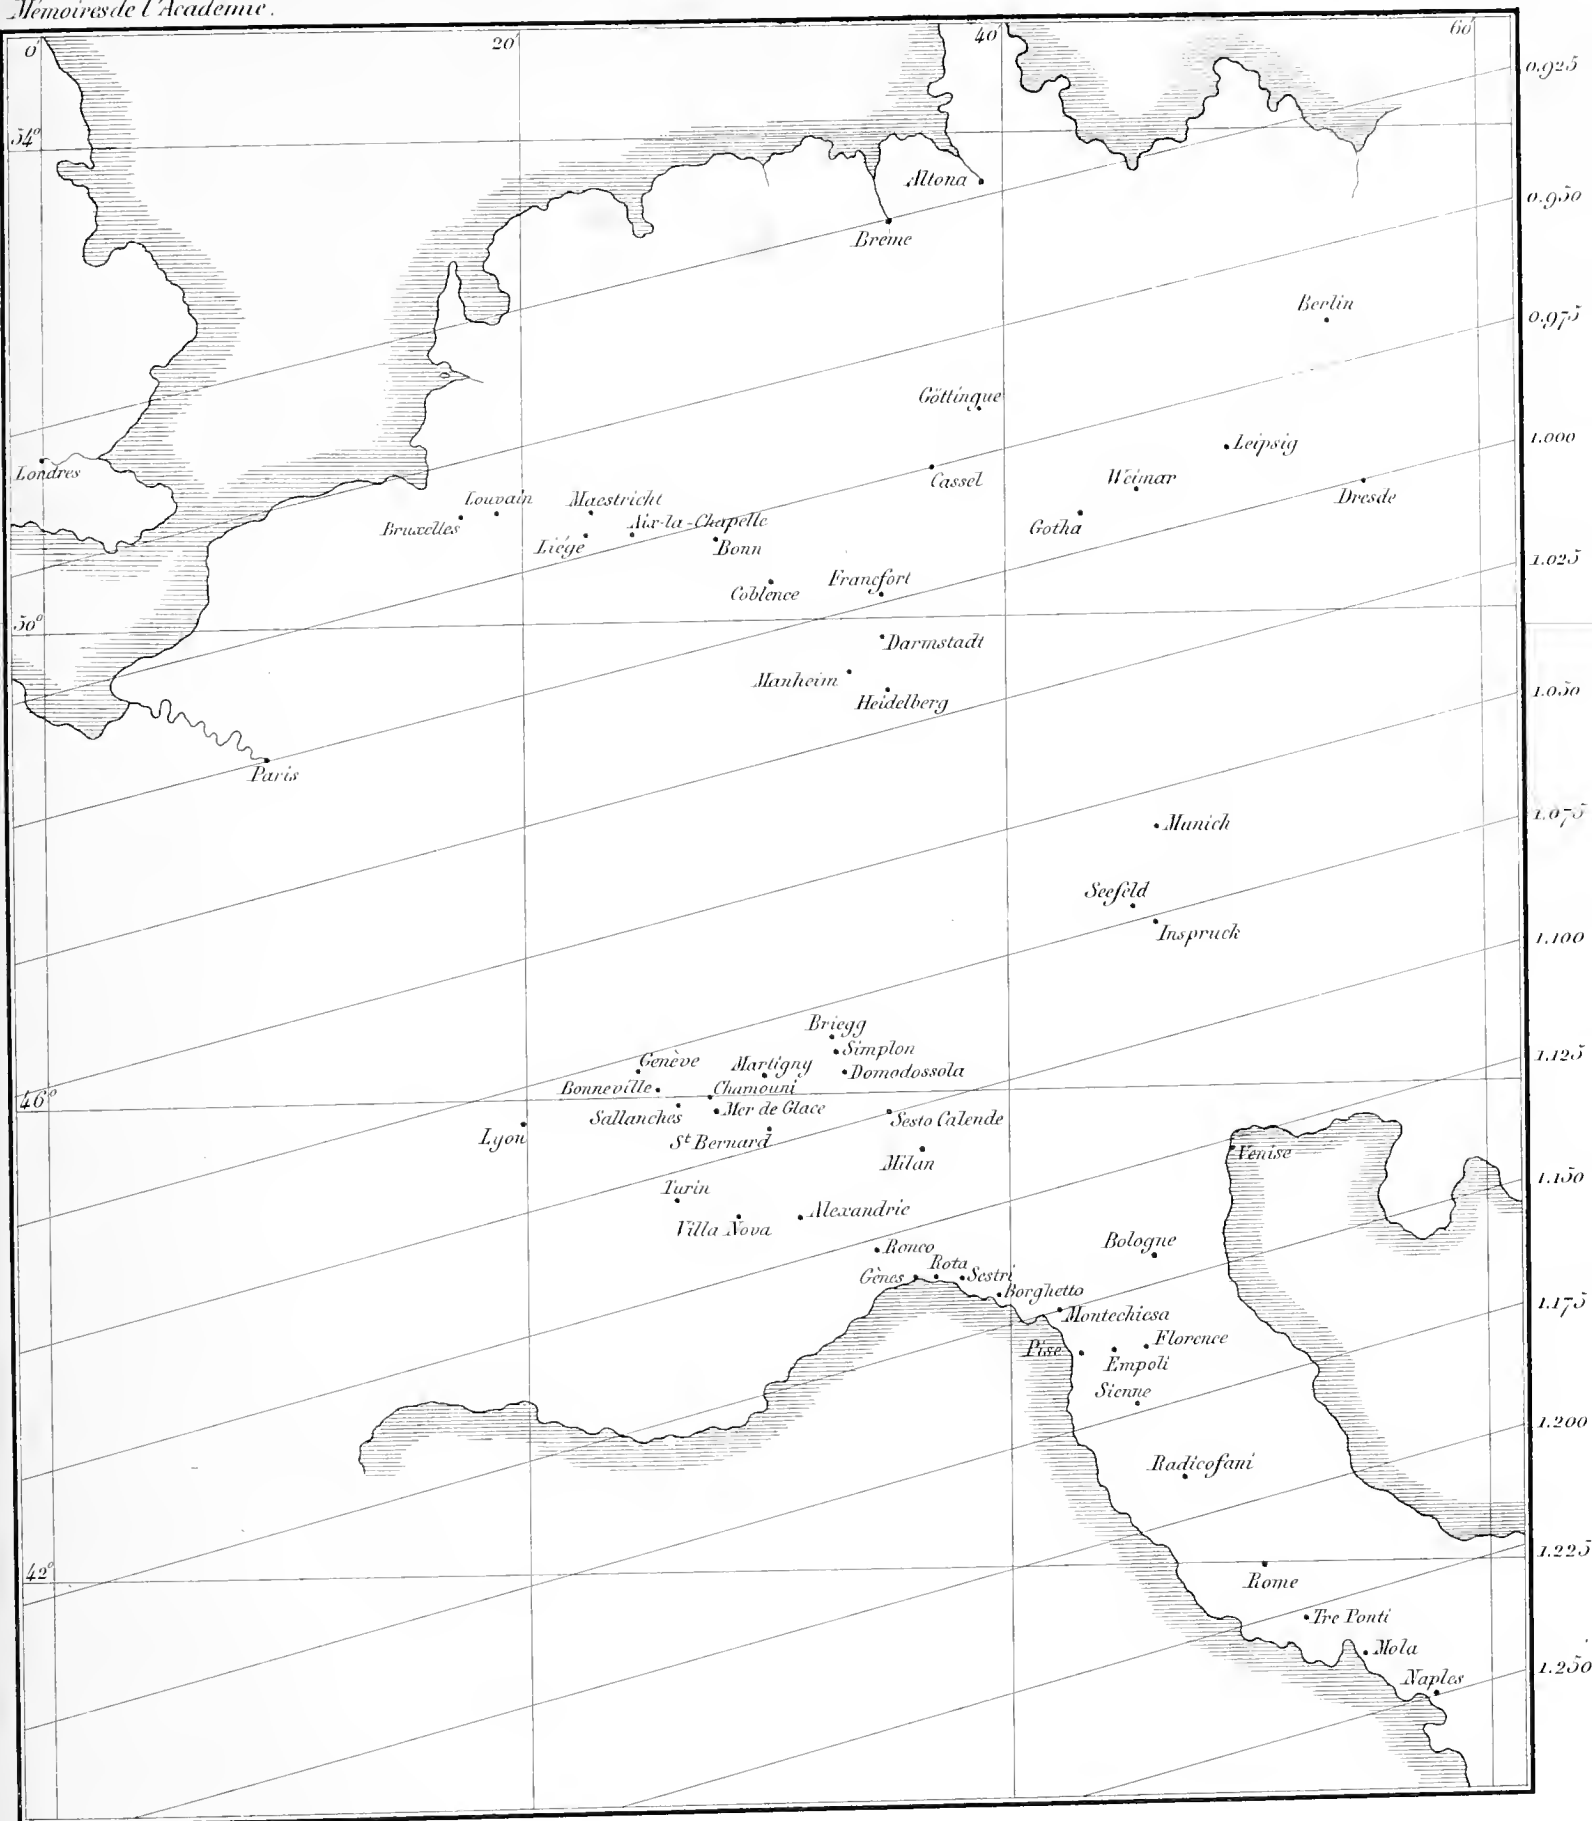 Mémoires de l'Académie.
0'
20'
40'
60'
0.925
54°
Altona
0.950
Brême
Berlin
0.975
Göttingue
1.000
Leipsig
Londres
Cassel
Weimar
Dresde
Louvain
Maestricht
Bruxelles
Aix-la-Chapelle
Gotha
Liége
Bonn
1.025
Francfort
Coblence
50°
Darmstadt
Manheim
1.050
Heidelberg
Paris
1.075
Munich
Seefeld
Inspruck
1.100
Briegg
Simplon
1.125
Genève
Martigny
Domodossola
Bonneville
Chamouni
46°
Sallanches
Mer de Glace
Sesto Calende
Lyon
St Bernard
Venise
Milan
1.150
Turin
Alexandrie
Villa Nova
Bologne
Ronco
Rota
Gênes
Sestri
Borghetto
1.175
Montechiesa
Florence
Pise
Empoli
Sienne
1.200
Radicofani
1.225
42°
Rome
Tre Ponti
Mola
1.250
Naples